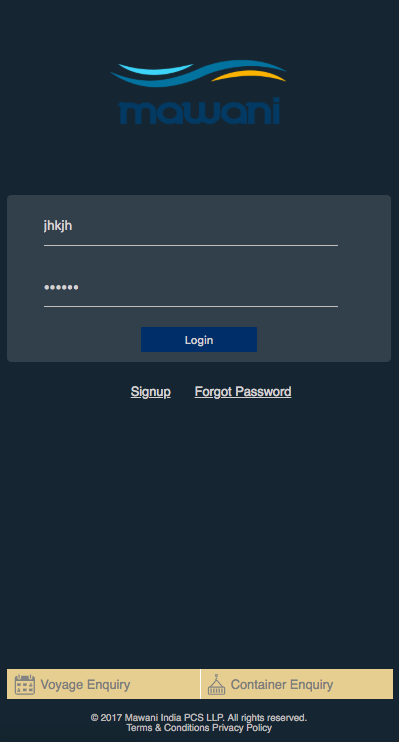 mawani
jhkjh
••••••
Login
Signup Forgot Password
Voyage Enquiry Container Enquiry
© 2017 Mawani India PCS LLP. All rights reserved.
Terms & Conditions Privacy Policy